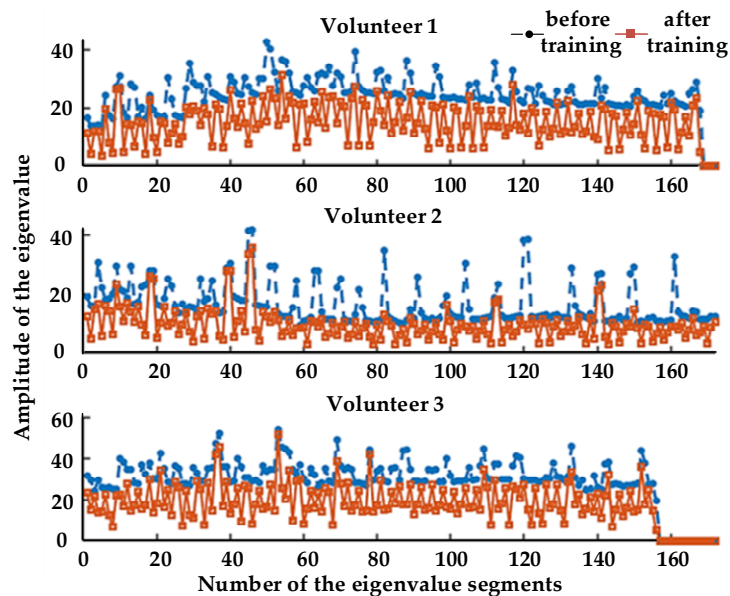 Volunteer 1
before training
after training
40
20
0
0 20 40 60 80 100 120 140 160
Volunteer 2
40
20
0
0 20 40 60 80 100 120 140 160
Volunteer 3
60
40
20
0
0 20 40 60 80 100 120 140 160
Amplitude of the eigenvalue
Number of the eigenvalue segments